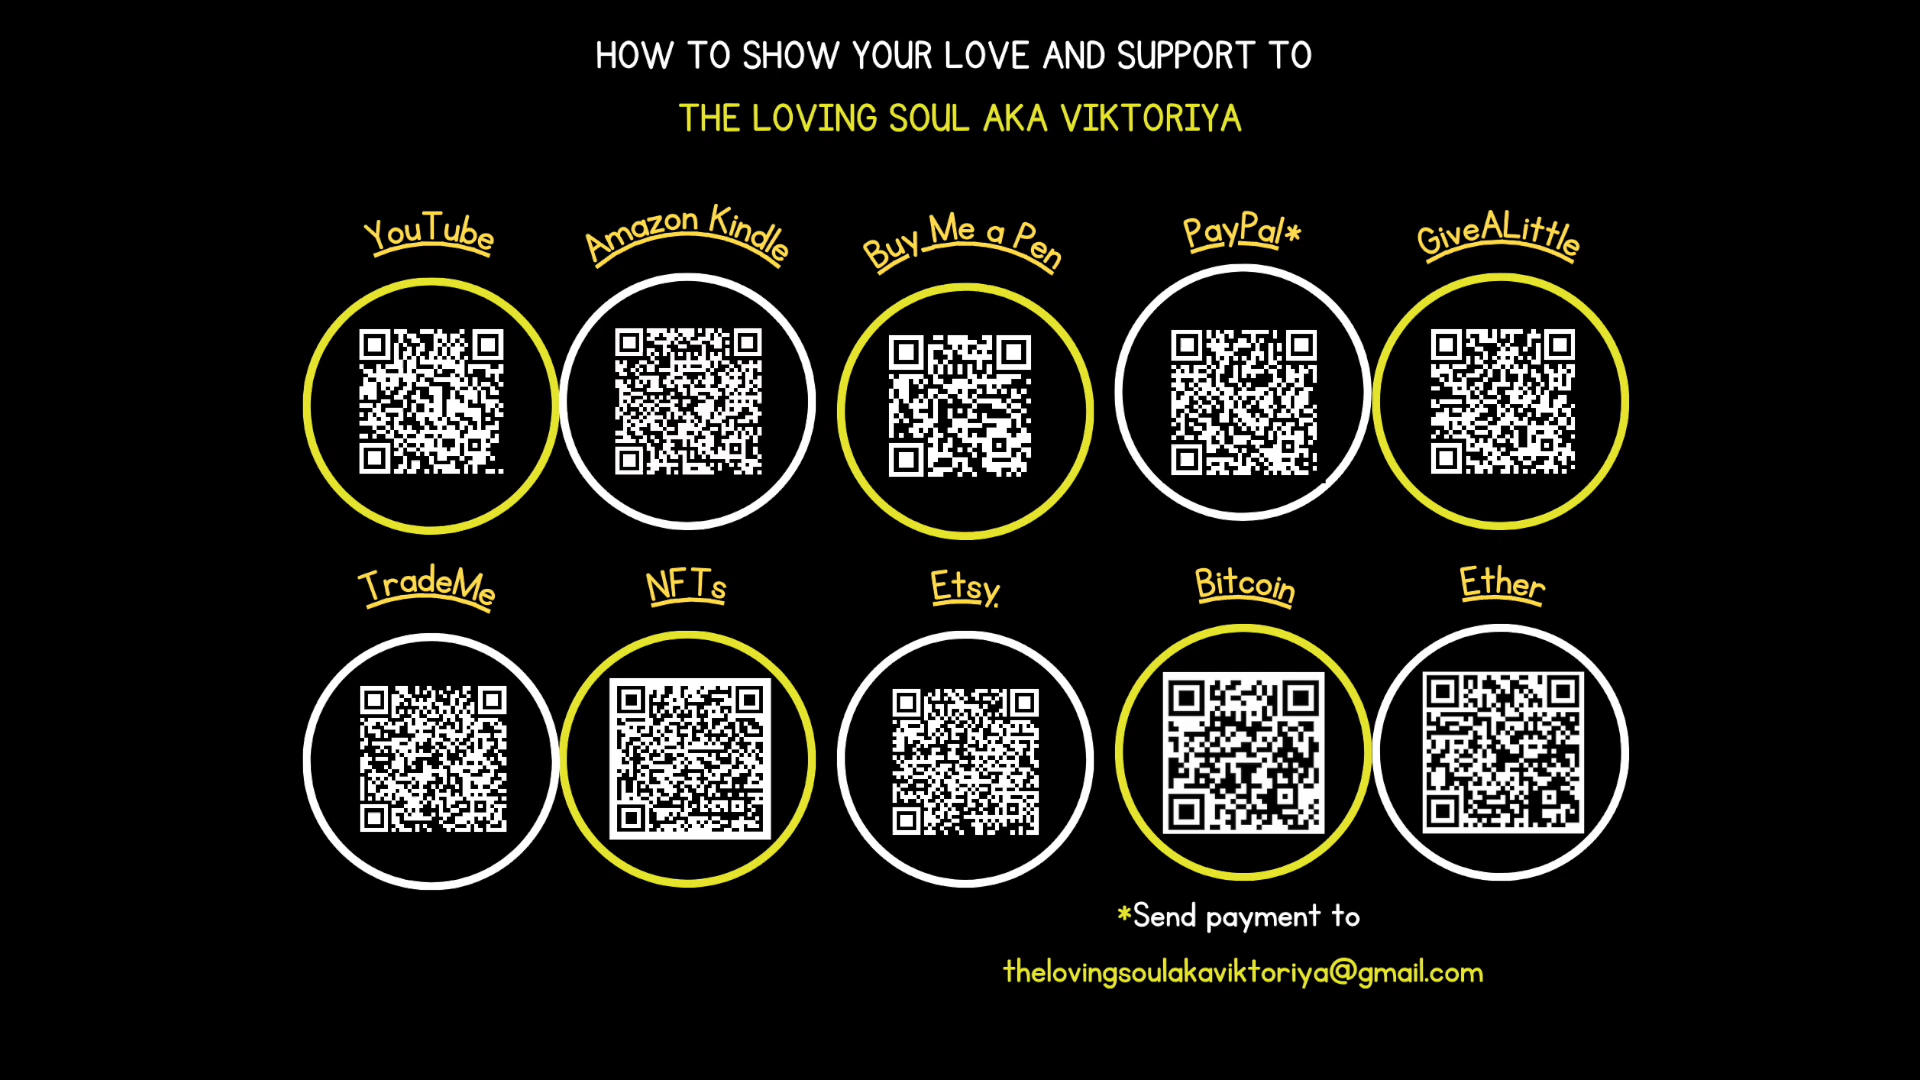 HOW TO SHOW YOUR LOVE AND SUPPORT TO
THE LOVING SOUL AKA VIKTORIYA
YouTube
Amazon Kindle
Buy Me a Pen
PayPal*
GiveALittle
TradeMe
NFTs
Etsy.
Bitcoin
Ether
*Send payment to
thelovingsoulakaviktoriya@gmail.com